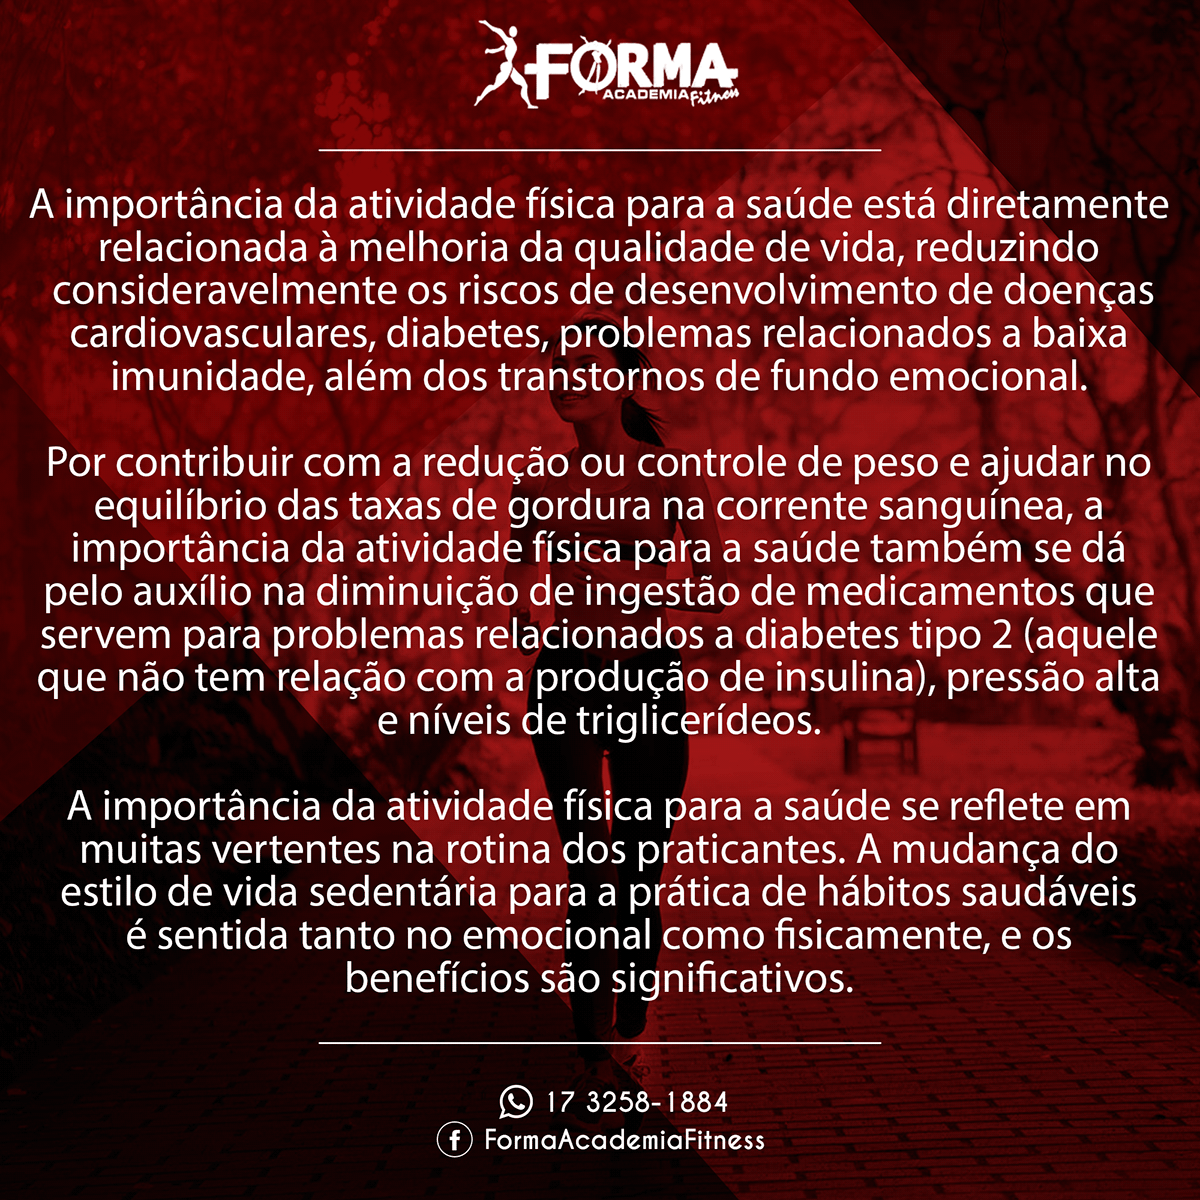 FORMA
ACADEMIA Fitness
A importância da atividade física para a saúde está diretamente
relacionada à melhoria da qualidade de vida, reduzindo
consideravelmente os riscos de desenvolvimento de doenças
cardiovasculares, diabetes, problemas relacionados a baixa
imunidade, além dos transtornos de fundo emocional.
Por contribuir com a redução ou controle de peso e ajudar no
equilíbrio das taxas de gordura na corrente sanguínea, a
importância da atividade física para a saúde também se dá
pelo auxílio na diminuição de ingestão de medicamentos que
servem para problemas relacionados a diabetes tipo 2 (aquele
que não tem relação com a produção de insulina), pressão alta
e níveis de triglicerídeos.
A importância da atividade física para a saúde se reflete em
muitas vertentes na rotina dos praticantes. A mudança do
estilo de vida sedentária para a prática de hábitos saudáveis
é sentida tanto no emocional como fisicamente, e os
benefícios são significativos.
17 3258-1884
FormaAcademiaFitness